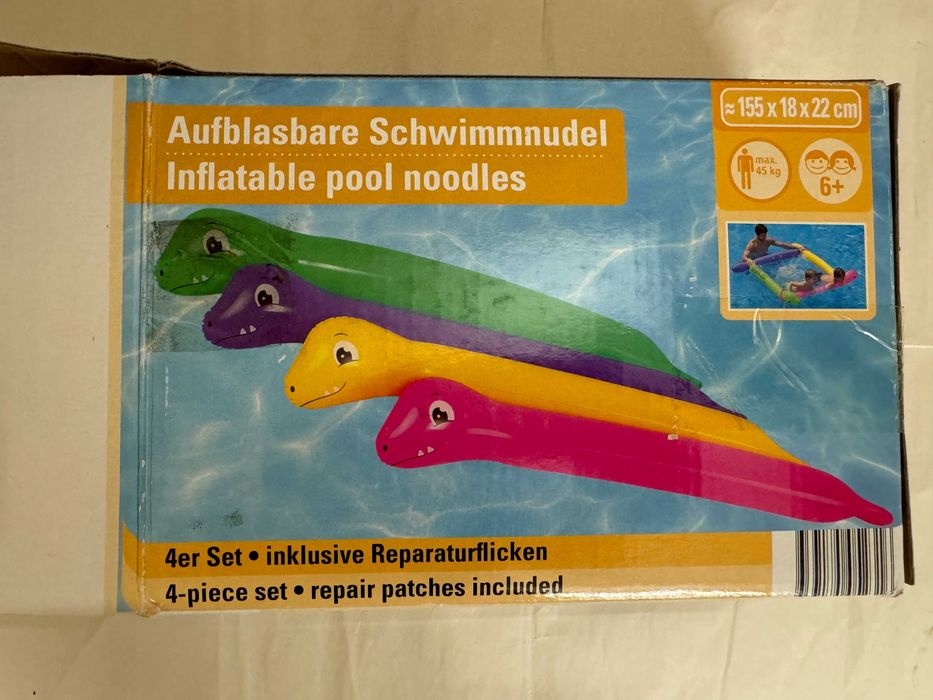 Aufblasbare Schwimmnudel
Inflatable pool noodles
≈ 155 x 18 x 22 cm
max.
45 kg
6+
4er Set • inklusive Reparaturflicken
4-piece set • repair patches included